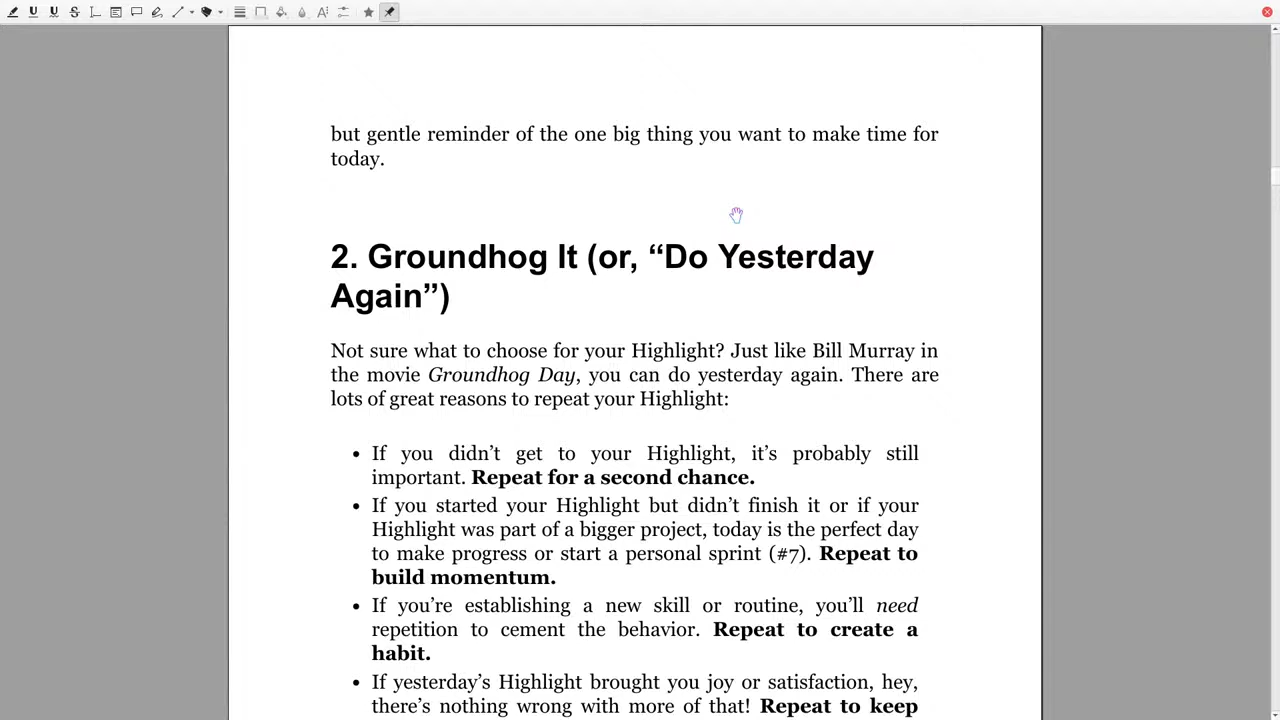 but gentle reminder of the one big thing you want to make time for
today.
2. Groundhog It (or, “Do Yesterday
Again”)
Not sure what to choose for your Highlight? Just like Bill Murray in
the movie Groundhog Day, you can do yesterday again. There are
lots of great reasons to repeat your Highlight:
• If you didn’t get to your Highlight, it’s probably still
important. Repeat for a second chance.
• If you started your Highlight but didn’t finish it or if your
Highlight was part of a bigger project, today is the perfect day
to make progress or start a personal sprint (#7). Repeat to
build momentum.
• If you’re establishing a new skill or routine, you’ll need
repetition to cement the behavior. Repeat to create a
habit.
• If yesterday’s Highlight brought you joy or satisfaction, hey,
there’s nothing wrong with more of that! Repeat to keep